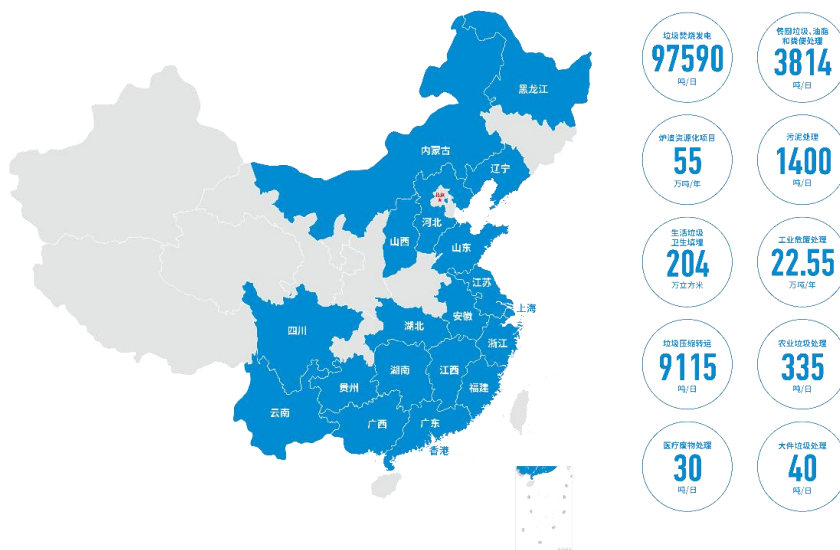 黑龙江
内蒙古
辽宁
北京
河北
山西
山东
江苏
上海
安徽
四川
湖北
浙江
湖南
江西
贵州
福建
云南
广西
广东
香港
垃圾焚烧发电
97590
吨/日
餐厨垃圾、油脂
和粪便处理
3814
吨/日
炉渣资源化项目
55
万吨/年
污泥处理
1400
吨/日
生活垃圾
卫生填埋
204
万立方米
工业危废处理
22.55
万吨/年
垃圾压缩转运
9115
吨/日
农业垃圾处理
335
吨/日
医疗废物处理
30
吨/日
大件垃圾处理
40
吨/日